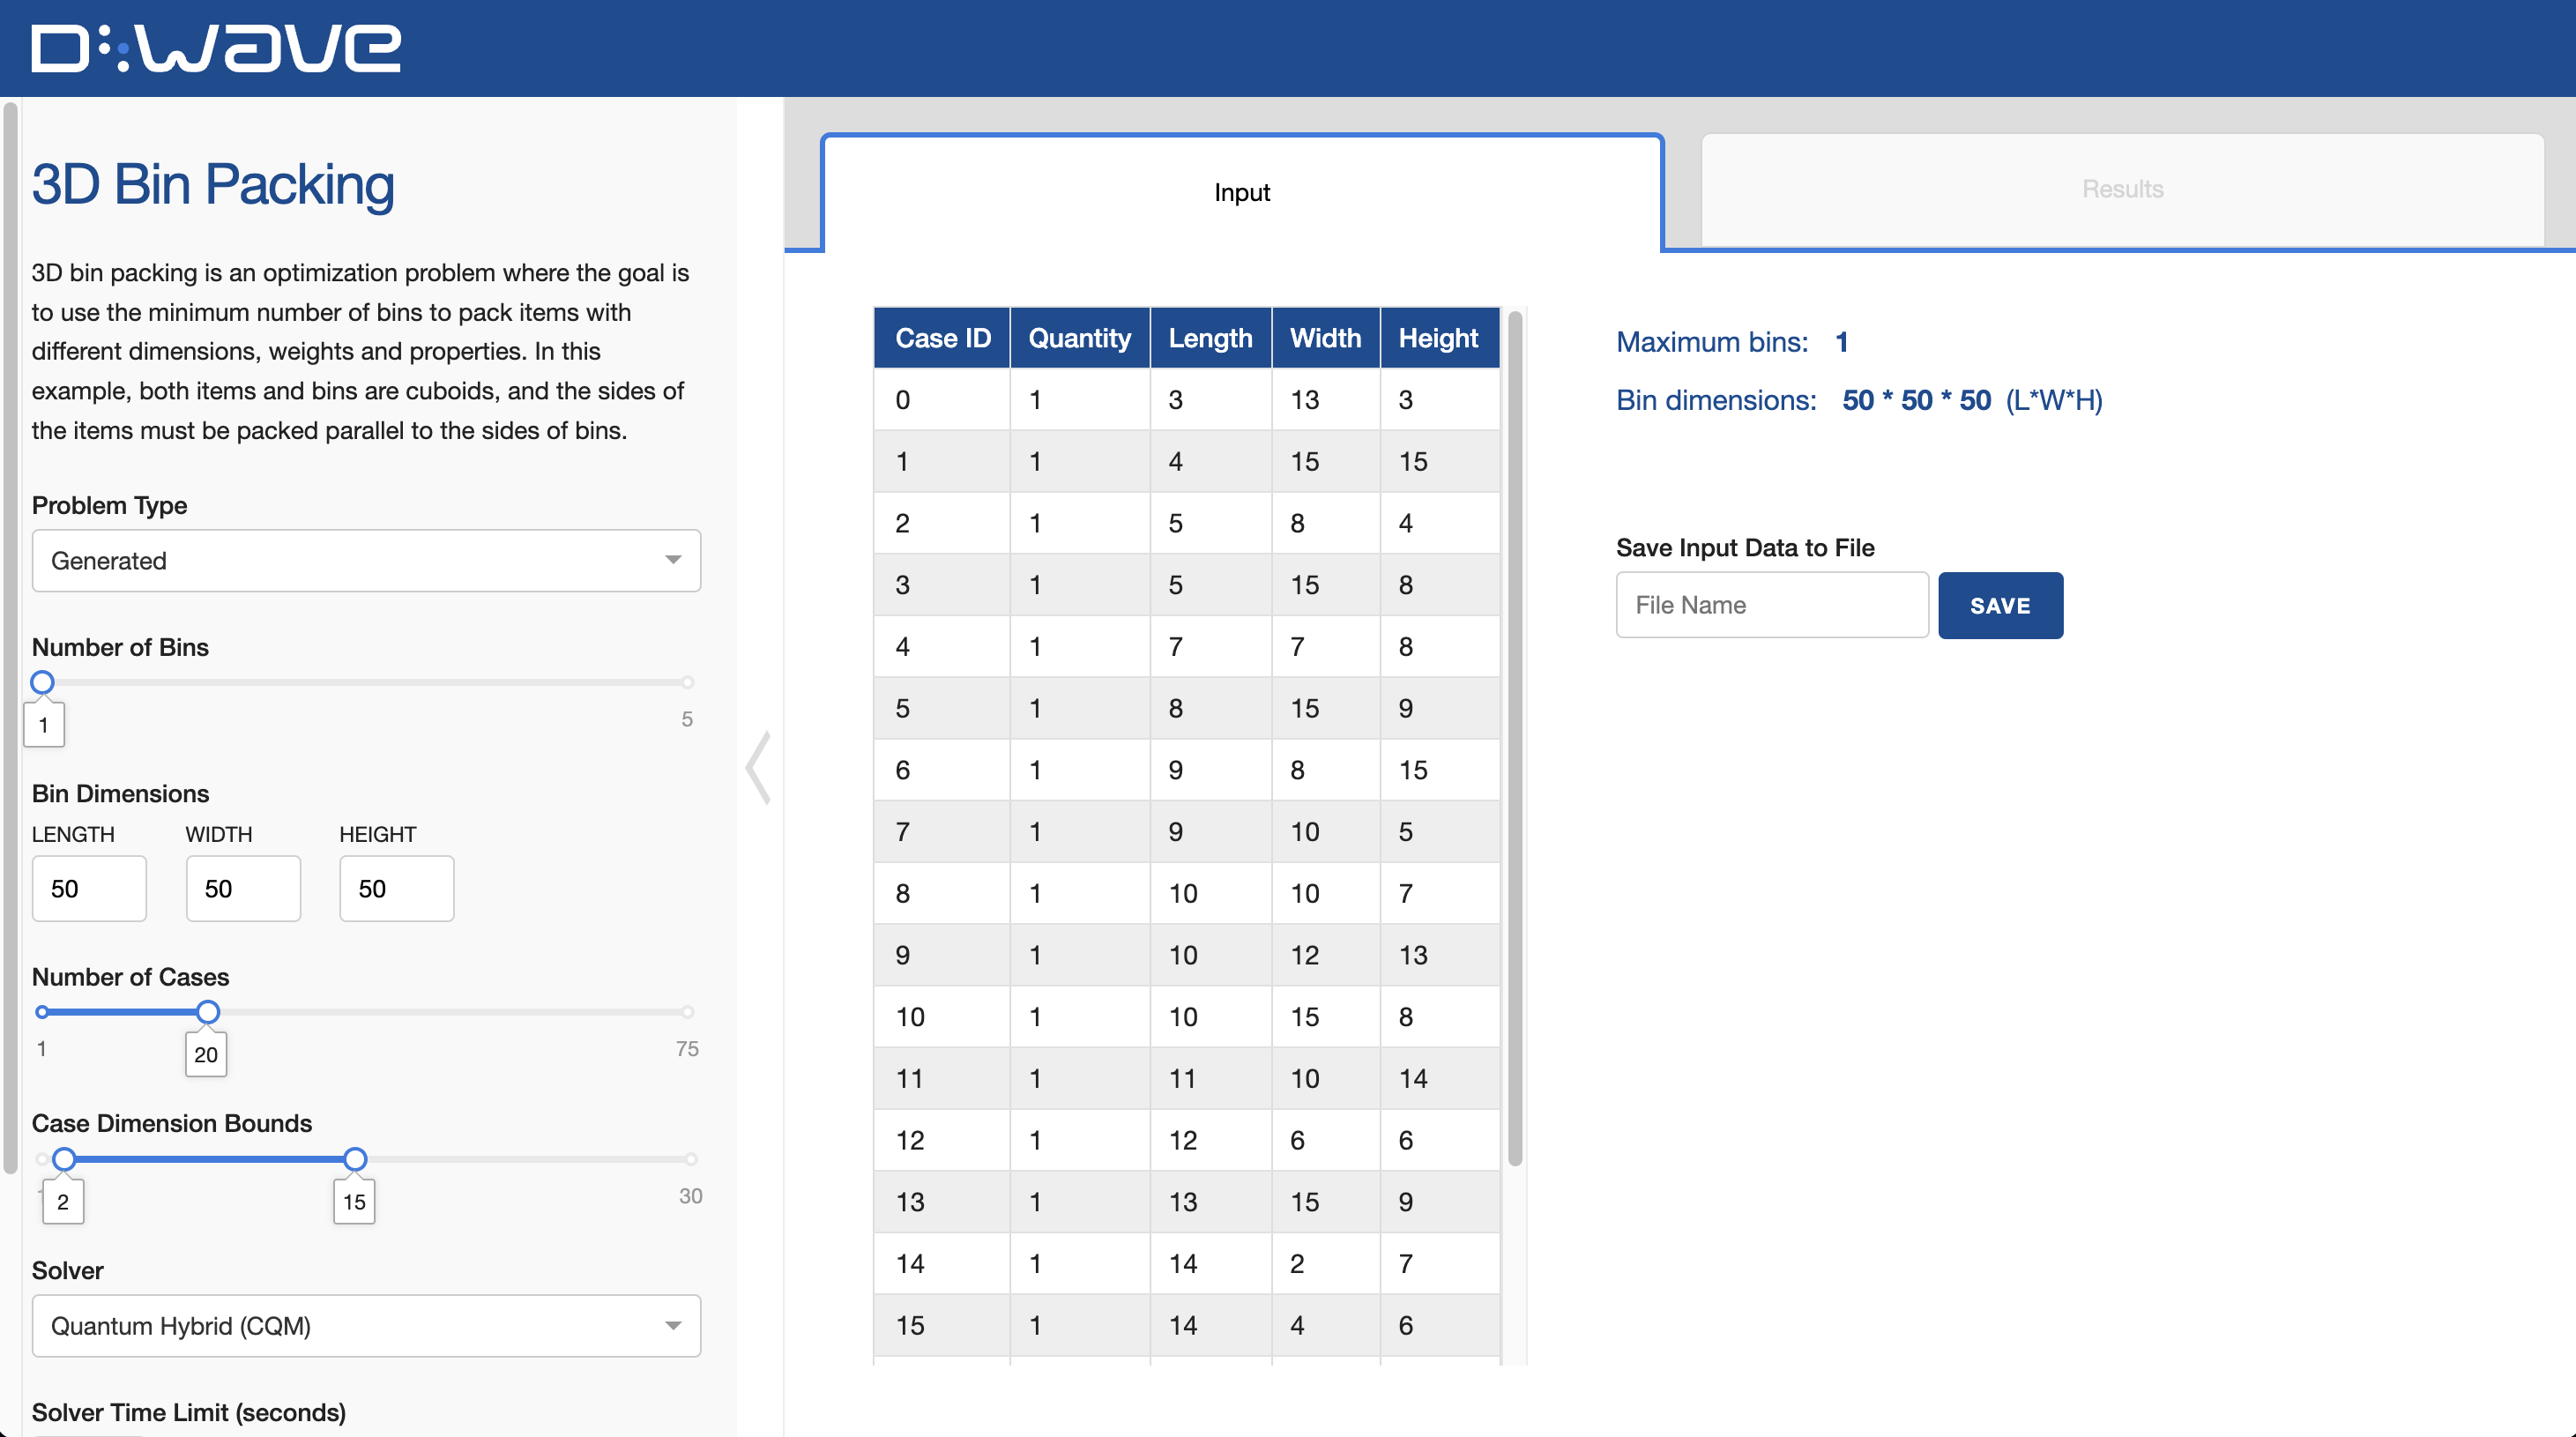 D:Wave
3D Bin Packing
3D bin packing is an optimization problem where the goal is
to use the minimum number of bins to pack items with
different dimensions, weights and properties. In this
example, both items and bins are cuboids, and the sides of
the items must be packed parallel to the sides of bins.
Problem Type
Generated
Number of Bins
1
5
Bin Dimensions
LENGTH WIDTH HEIGHT
50 50 50
Number of Cases
1 20 75
Case Dimension Bounds
2 15 30
Solver
Quantum Hybrid (CQM)
Solver Time Limit (seconds)
Input
Results
Case ID Quantity Length Width Height
0 1 3 13 3
1 1 4 15 15
2 1 5 8 4
3 1 5 15 8
4 1 7 7 8
5 1 8 15 9
6 1 9 8 15
7 1 9 10 5
8 1 10 10 7
9 1 10 12 13
10 1 10 15 8
11 1 11 10 14
12 1 12 6 6
13 1 13 15 9
14 1 14 2 7
15 1 14 4 6
Maximum bins: 1
Bin dimensions: 50 * 50 * 50 (L*W*H)
Save Input Data to File
File Name
SAVE